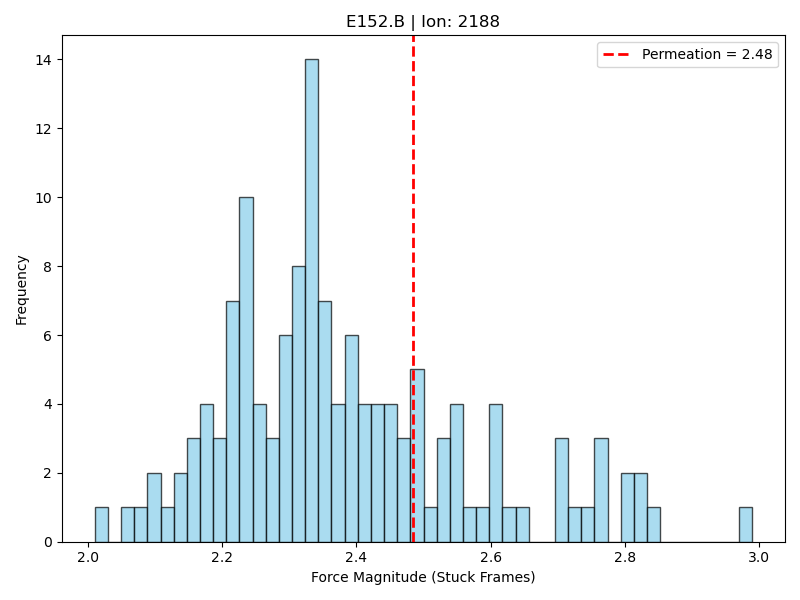 E152.B | Ion: 2188
Permeation = 2.48
14
12
10
8
6
4
2
0
Frequency
2.0 2.2 2.4 2.6 2.8 3.0
Force Magnitude (Stuck Frames)